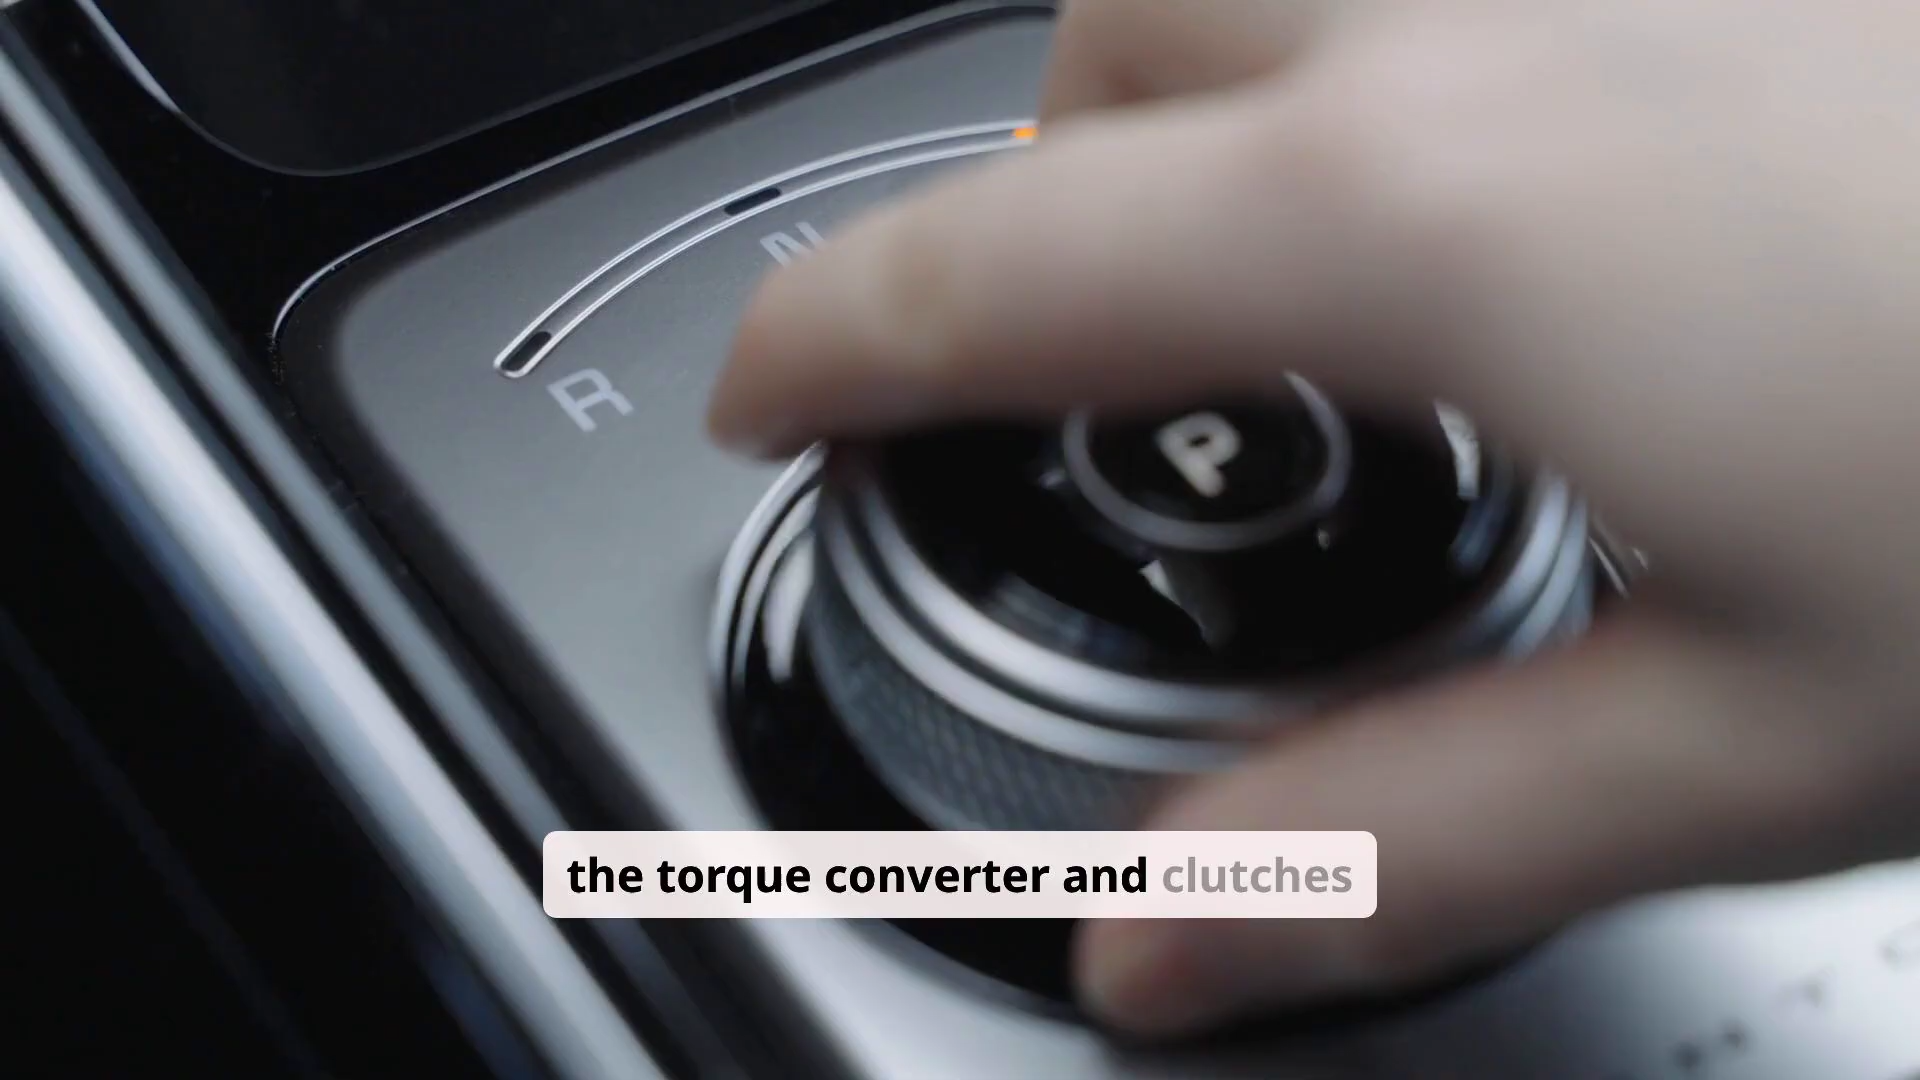 N
R
P
the torque converter and clutches